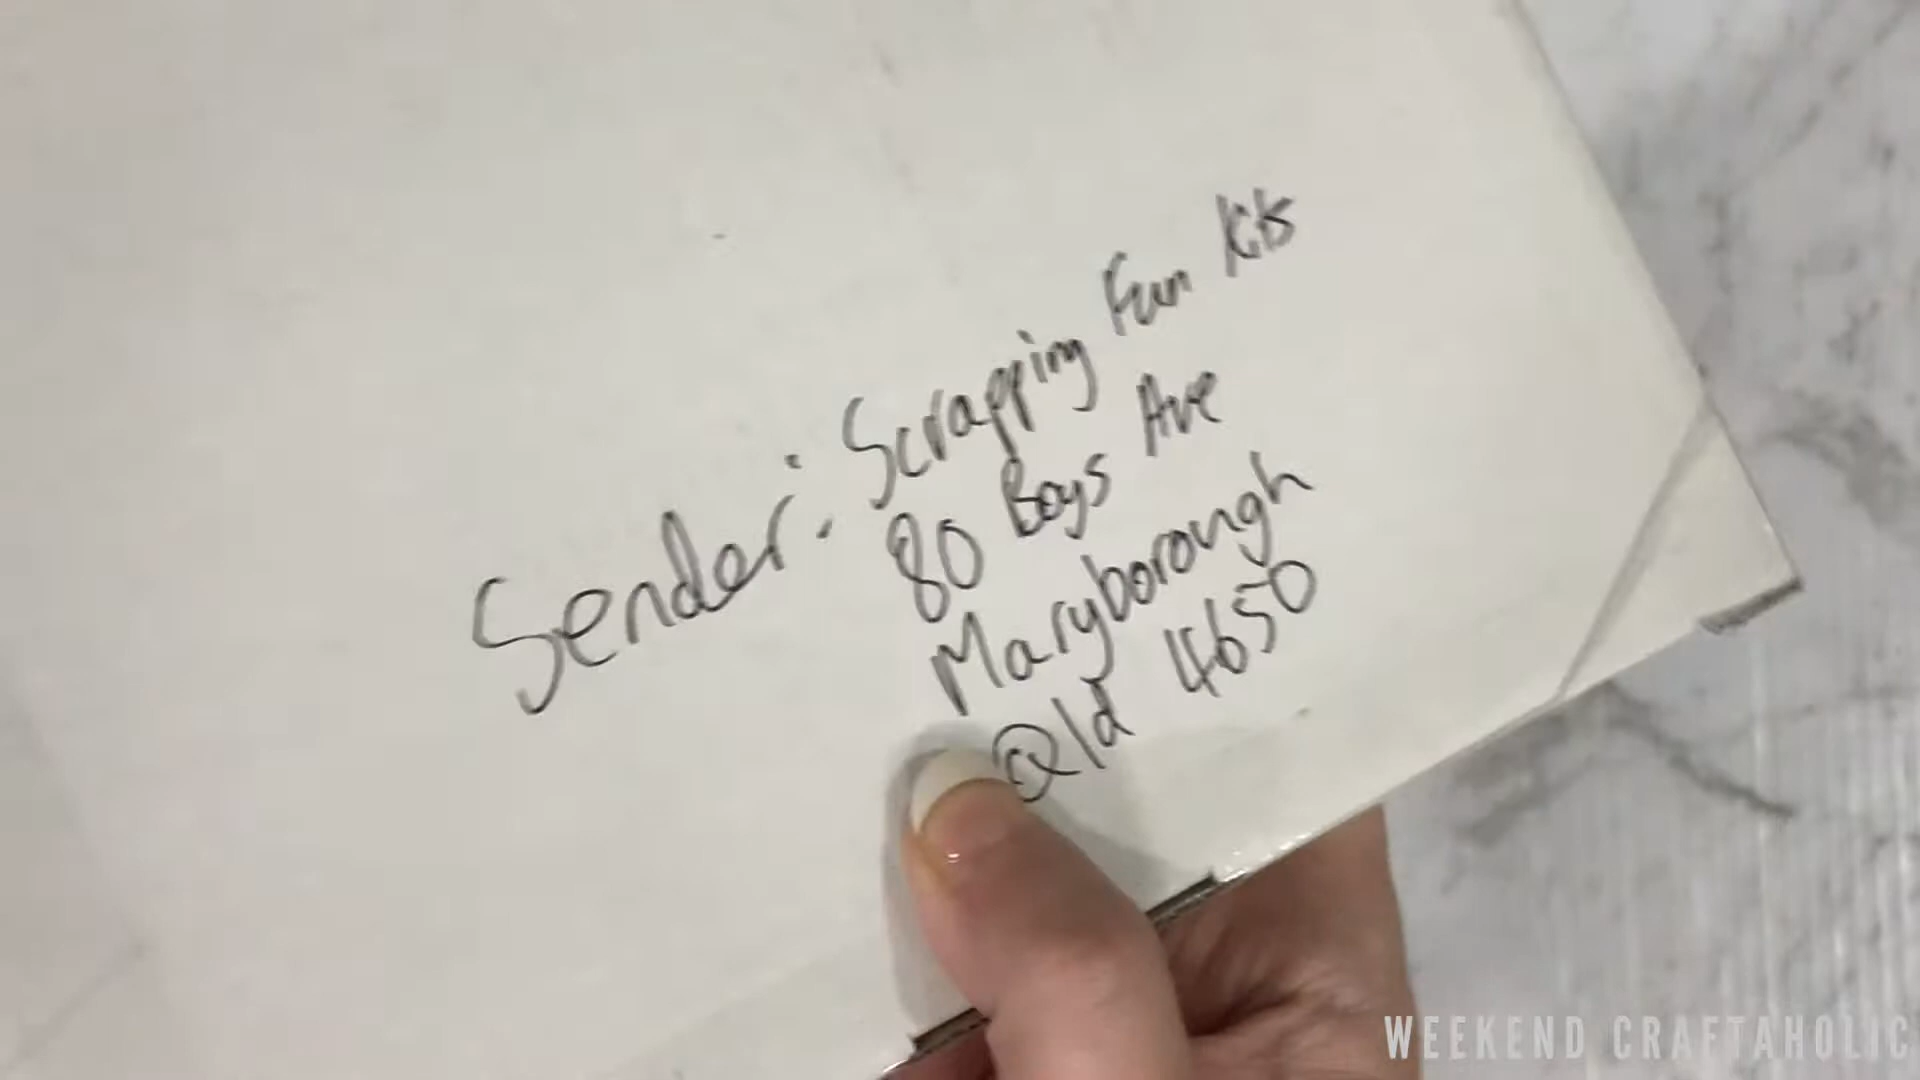 Sender: Scrapping Fun Kits
80 Boys Ave
Maryborough
Qld 4650
WEEKEND CRAFTAHOLIC